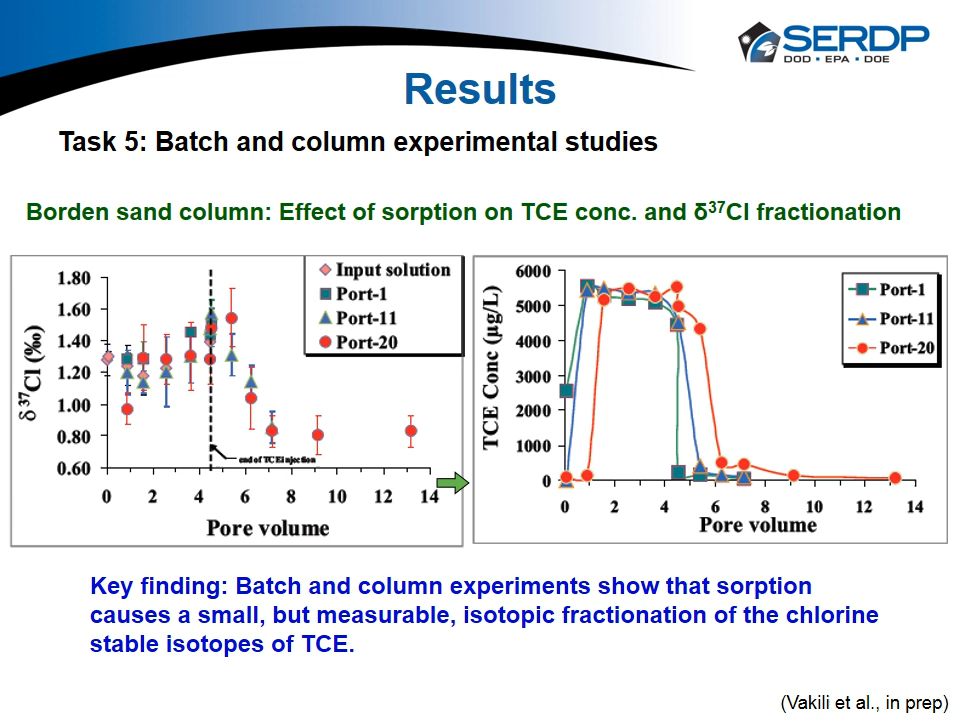 SERDP
DOD • EPA • DOE
Results
Task 5: Batch and column experimental studies
Borden sand column: Effect of sorption on TCE conc. and δ³⁷Cl fractionation
1.80
1.60
1.40
1.20
1.00
0.80
0.60
δ ³⁷Cl (‰)
Input solution
Port-1
Port-11
Port-20
end of TCE injection
0 2 4 6 8 10 12 14
Pore volume
6000
5000
4000
3000
2000
1000
0
TCE Conc (µg/L)
Port-1
Port-11
Port-20
0 2 4 6 8 10 12 14
Pore volume
Key finding: Batch and column experiments show that sorption
causes a small, but measurable, isotopic fractionation of the chlorine
stable isotopes of TCE.
(Vakili et al., in prep)